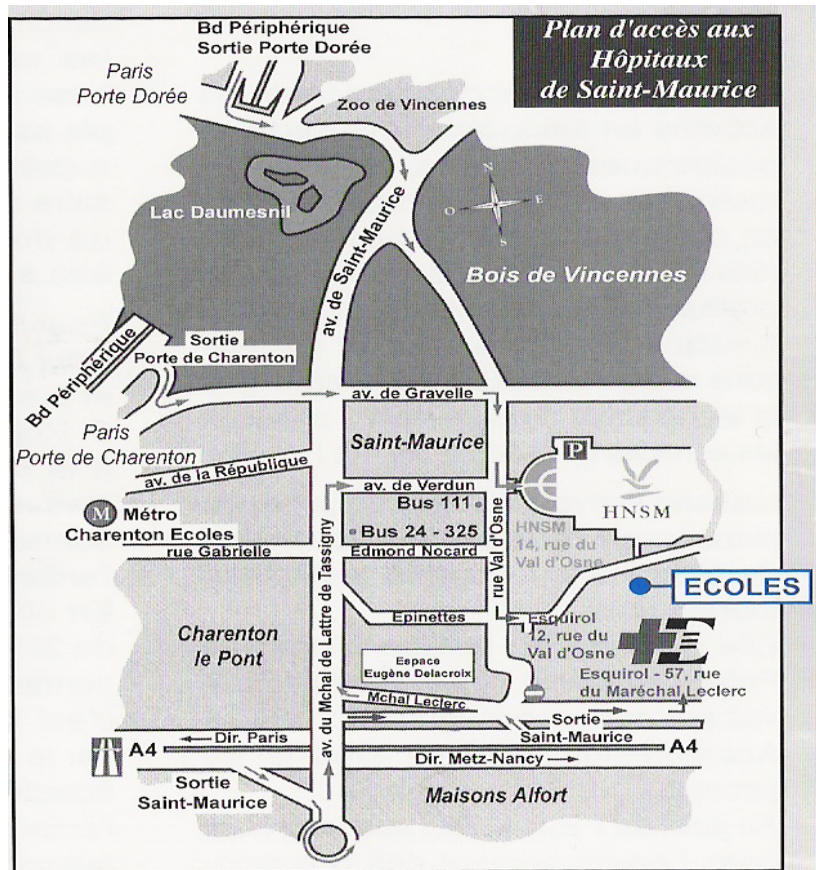 Bd Périphérique
Sortie Porte Dorée
Plan d'accès aux
Hôpitaux
de Saint-Maurice
Paris
Porte Dorée
Zoo de Vincennes
N
O
E
S
Lac Daumesnil
av. de Saint-Maurice
Bois de Vincennes
Bd Périphérique
Sortie
Porte de Charenton
av. de Gravelle
Paris
Porte de Charenton
Saint-Maurice
P
av. de la République
av. de Verdun
Bus 111
HNSM
M Métro
Charenton Ecoles
Bus 24 - 325
HNSM
14, rue du
Val d'Osne
rue Gabrielle
Edmond Nocard
rue Val d'Osne
av. du Mchal de Lattre de Tassigny
ECOLES
Epinettes
Esquirol
12, rue du
Val d'Osne
Charenton
le Pont
Espace
Eugène Delacroix
E
Esquirol - 57, rue
du Maréchal Leclerc
Mchal Leclerc
Sortie
Saint-Maurice
Dir. Paris
A4
A4
Dir. Metz-Nancy
Sortie
Saint-Maurice
Maisons Alfort